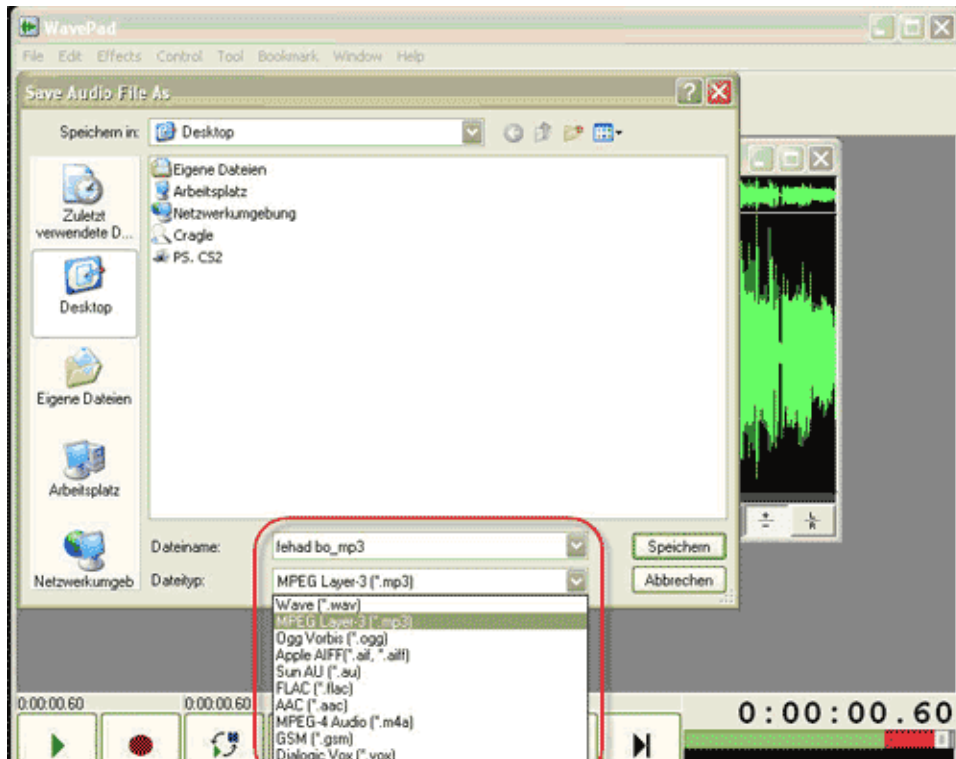 WavePad
File Edit Effects Control Tool Bookmark Window Help
Save Audio File As
Speichern in: Desktop
Zuletzt
verwendete D...
Desktop
Eigene Dateien
Arbeitsplatz
Netzwerkumgeb
Eigene Dateien
Arbeitsplatz
Netzwerkumgebung
Cragle
PS. CS2
Dateiname: fehad bo_mp3 Speichern
Dateityp: MPEG Layer-3 (*.mp3) Abbrechen
Wave (*.wav)
MPEG Layer-3 (*.mp3)
Ogg Vorbis (*.ogg)
Apple AIFF(*.aif, *.aiff)
Sun AU (*.au)
FLAC (*.flac)
AAC (*.aac)
MPEG-4 Audio (*.m4a)
GSM (*.gsm)
Dialogic Vox (*.vox)
0:00:00.60 0:00:00.60
0:00:00.60